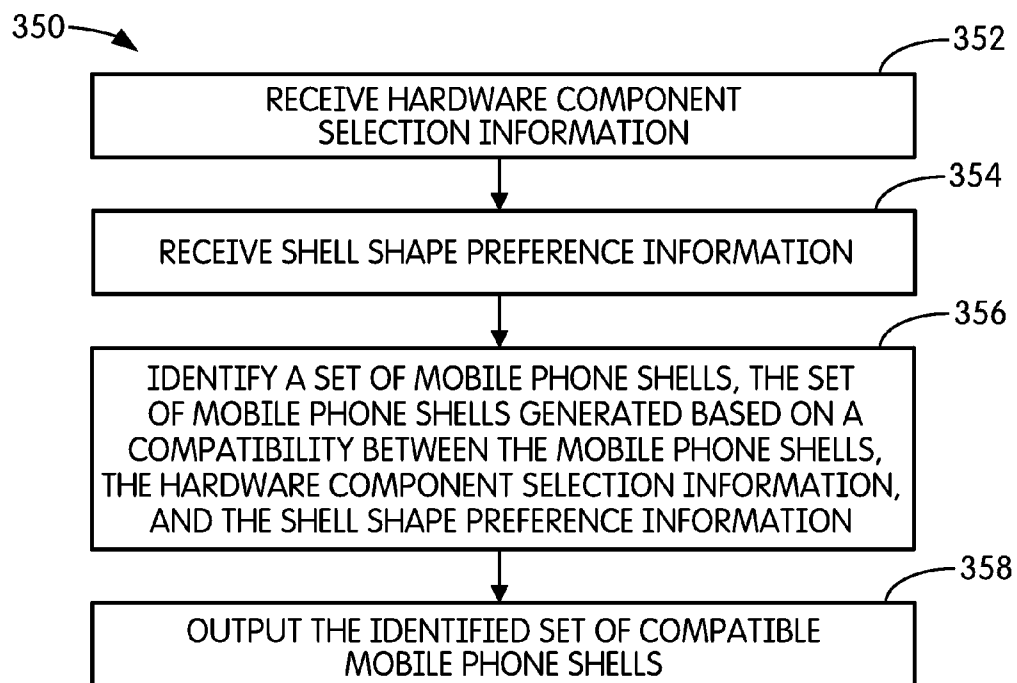 350
352
RECEIVE HARDWARE COMPONENT
SELECTION INFORMATION
354
RECEIVE SHELL SHAPE PREFERENCE INFORMATION
356
IDENTIFY A SET OF MOBILE PHONE SHELLS, THE SET
OF MOBILE PHONE SHELLS GENERATED BASED ON A
COMPATIBILITY BETWEEN THE MOBILE PHONE SHELLS,
THE HARDWARE COMPONENT SELECTION INFORMATION,
AND THE SHELL SHAPE PREFERENCE INFORMATION
358
OUTPUT THE IDENTIFIED SET OF COMPATIBLE
MOBILE PHONE SHELLS